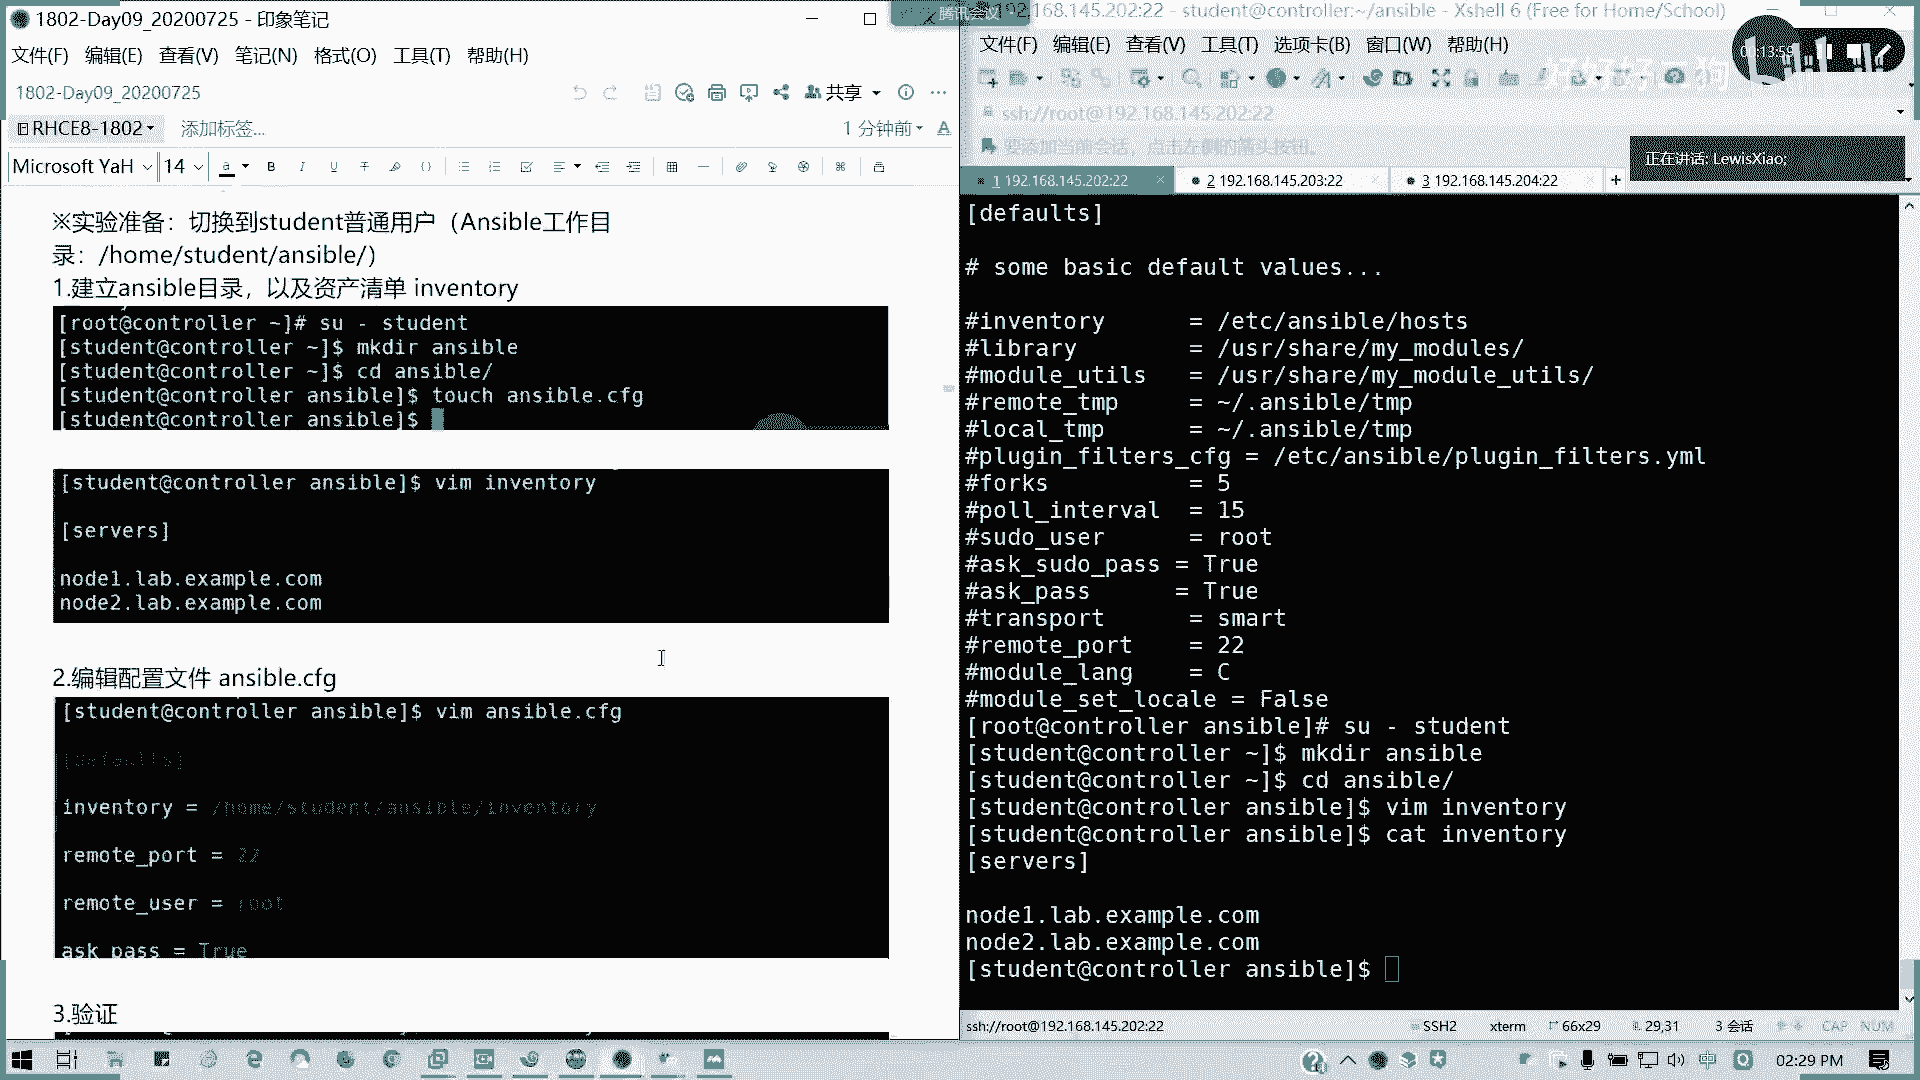 1802-Day09_20200725 - 印象笔记
文件(F) 编辑(E) 查看(V) 笔记(N) 格式(O) 工具(T) 帮助(H)
1802-Day09_20200725
共享
RHCE8-1802
添加标签...
1 分钟前
Microsoft YaH
14
※实验准备：切换到student普通用户（Ansible工作目
录：/home/student/ansible/）
1.建立ansible目录，以及资产清单 inventory
[root@controller ~]# su - student
[student@controller ~]$ mkdir ansible
[student@controller ~]$ cd ansible/
[student@controller ansible]$ touch ansible.cfg
[student@controller ansible]$
[student@controller ansible]$ vim inventory
[servers]
node1.lab.example.com
node2.lab.example.com
2.编辑配置文件 ansible.cfg
[student@controller ansible]$ vim ansible.cfg
[defaults]
inventory = /home/student/ansible/inventory
remote_port = 22
remote_user = root
ask_pass = True
3.验证
腾讯会议
192.168.145.202:22 - student@controller:~/ansible - Xshell 6 (Free for Home/School)
文件(F) 编辑(E) 查看(V) 工具(T) 选项卡(B) 窗口(W) 帮助(H)
ssh://root@192.168.145.202:22
要添加当前会话，点击左侧的箭头按钮。
正在讲话: LewisXiao;
1 192.168.145.202:22
2 192.168.145.203:22
3 192.168.145.204:22
[defaults]
# some basic default values...
#inventory = /etc/ansible/hosts
#library = /usr/share/my_modules/
#module_utils = /usr/share/my_module_utils/
#remote_tmp = ~/.ansible/tmp
#local_tmp = ~/.ansible/tmp
#plugin_filters_cfg = /etc/ansible/plugin_filters.yml
#forks = 5
#poll_interval = 15
#sudo_user = root
#ask_sudo_pass = True
#ask_pass = True
#transport = smart
#remote_port = 22
#module_lang = C
#module_set_locale = False
[root@controller ansible]# su - student
[student@controller ~]$ mkdir ansible
[student@controller ~]$ cd ansible/
[student@controller ansible]$ vim inventory
[student@controller ansible]$ cat inventory
[servers]
node1.lab.example.com
node2.lab.example.com
[student@controller ansible]$
ssh://root@192.168.145.202:22
SSH2
xterm
66x29
29,31
3 会话
CAP NUM
02:29 PM